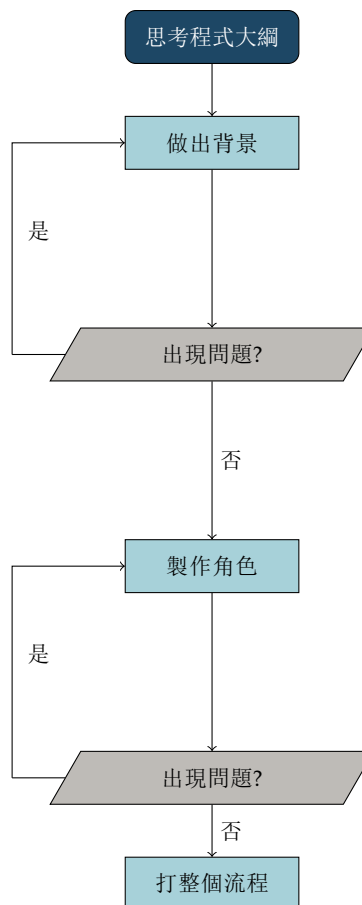 思考程式大綱
做出背景
是
出現問題?
否
製作角色
是
出現問題?
否
打整個流程